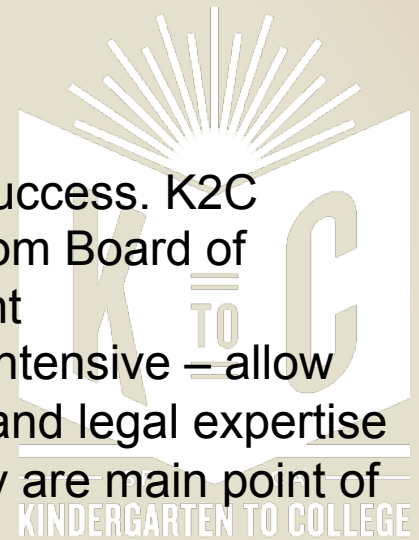 uccess. K2C
om Board of
nt
ntensive – allow
and legal expertise
y are main point of
K TO C
KINDERGARTEN TO COLLEGE